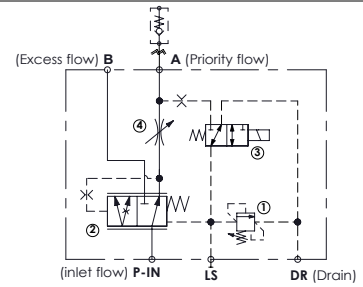 (Excess flow) B A (Priority flow)
④
③
①
②
(inlet flow) P-IN LS DR (Drain)